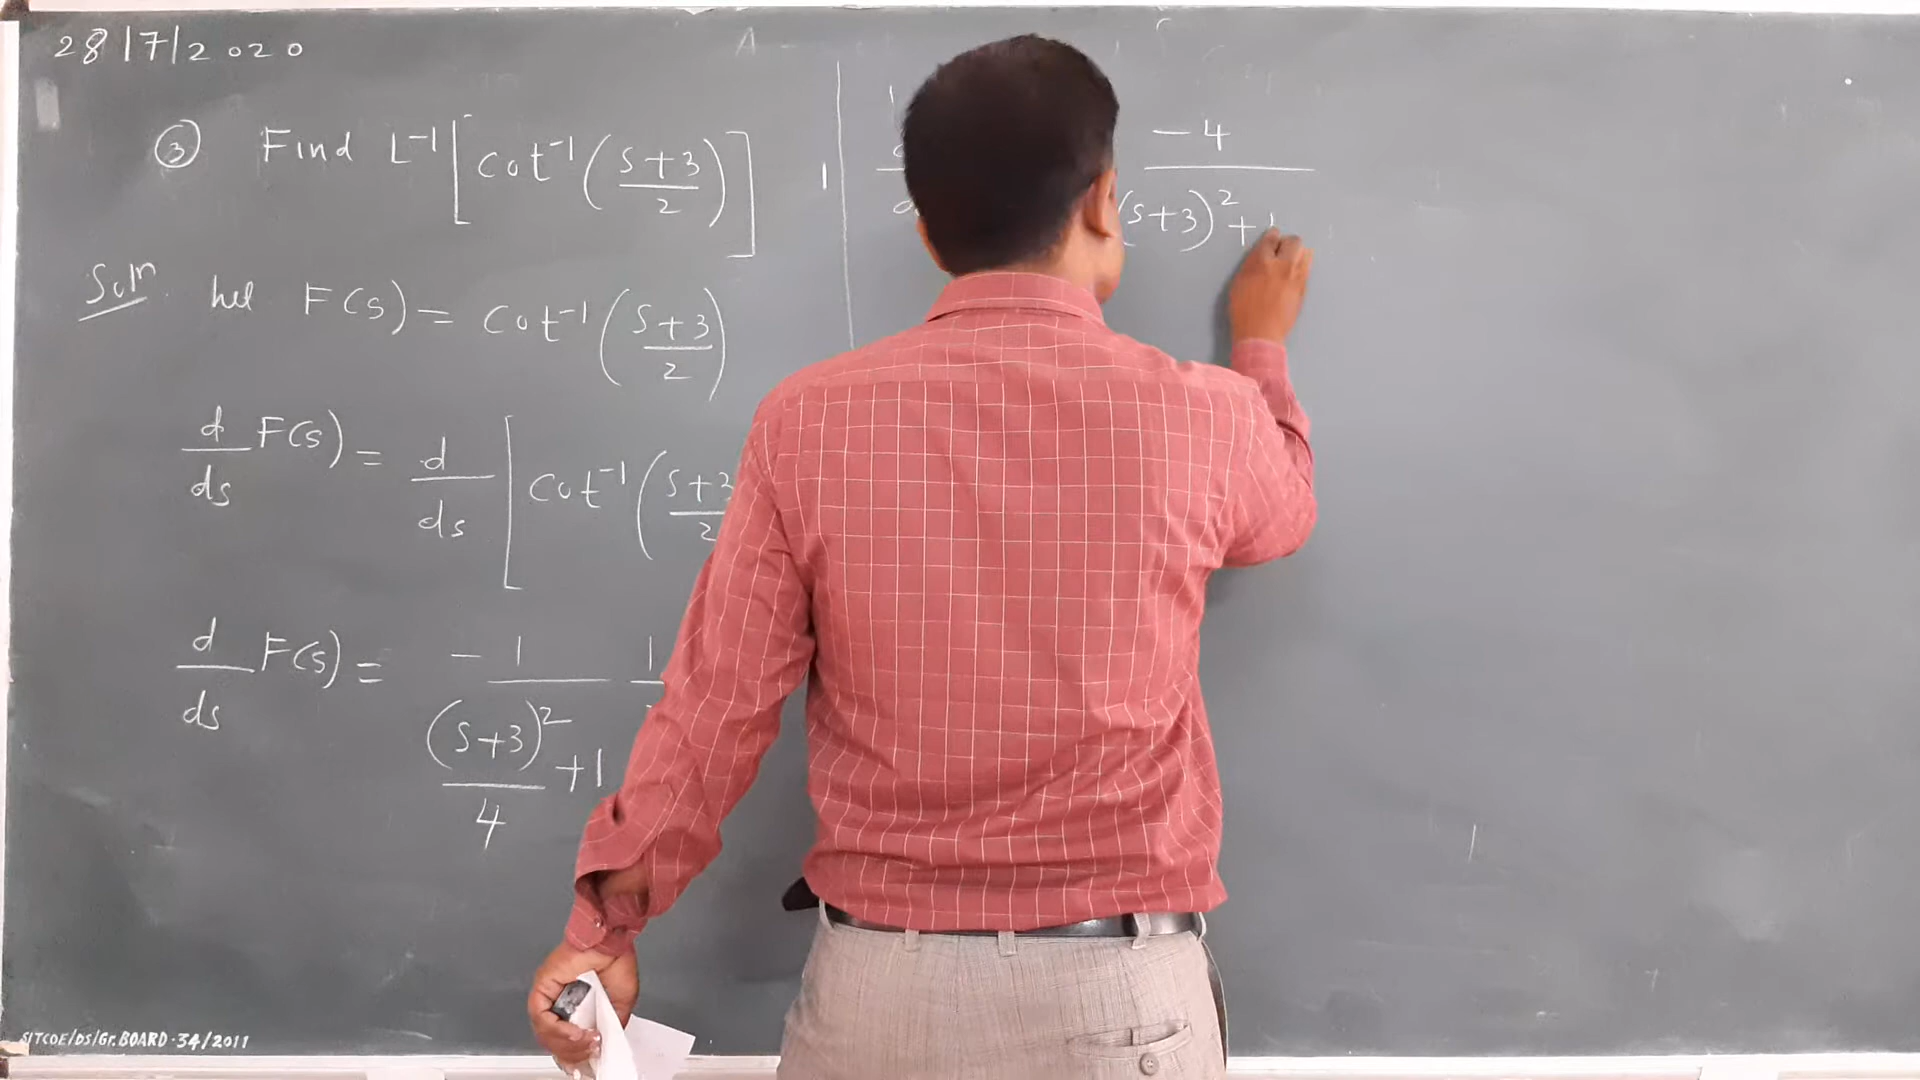 28/7/2020
③ Find L⁻¹[cot⁻¹((s+3)/2)]
Solⁿ. let F(s) = cot⁻¹((s+3)/2)
d/ds F(s) = d/ds [cot⁻¹((s+3)/2
d/ds F(s) = -1/((s+3)²/4 +1) 1/
-4/((s+3)²+
SITCOE/DS/Gr.BOARD-34/2011